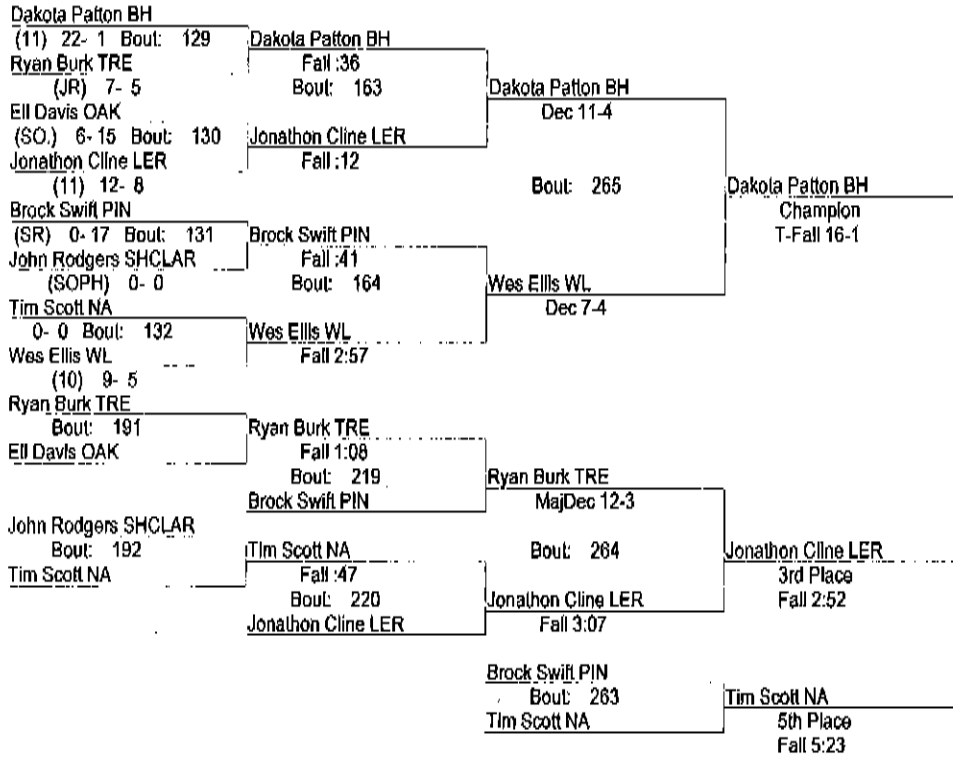 Dakota Patton BH
(11) 22- 1 Bout: 129
Ryan Burk TRE
(JR) 7- 5
Ell Davis OAK
(SO.) 6- 15 Bout: 130
Jonathon Cline LER
(11) 12- 8
Brock Swift PIN
(SR) 0- 17 Bout: 131
John Rodgers SHCLAR
(SOPH) 0- 0
Tim Scott NA
0- 0 Bout: 132
Wes Ellis WL
(10) 9- 5
Ryan Burk TRE
Bout: 191
Ell Davis OAK
John Rodgers SHCLAR
Bout: 192
Tim Scott NA
Dakota Patton BH
Fall :36
Bout: 163
Jonathon Cline LER
Fall :12
Brock Swift PIN
Fall :41
Bout: 164
Wes Ellis WL
Fall 2:57
Ryan Burk TRE
Fall 1:08
Bout: 219
Brock Swift PIN
Tim Scott NA
Fall :47
Bout: 220
Jonathon Cline LER
Dakota Patton BH
Dec 11-4
Bout: 265
Wes Ellis WL
Dec 7-4
Ryan Burk TRE
MajDec 12-3
Bout: 264
Jonathon Cline LER
Fall 3:07
Brock Swift PIN
Bout: 263
Tim Scott NA
Dakota Patton BH
Champion
T-Fall 16-1
Jonathon Cline LER
3rd Place
Fall 2:52
Tim Scott NA
5th Place
Fall 5:23